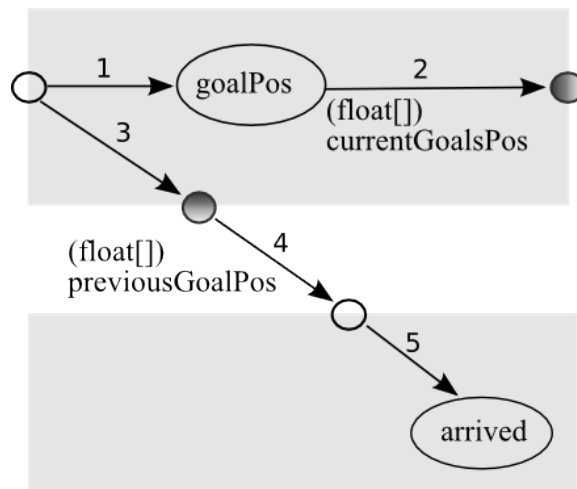 1
2
goalPos
(float[])
currentGoalsPos
3
4
(float[])
previousGoalPos
5
arrived